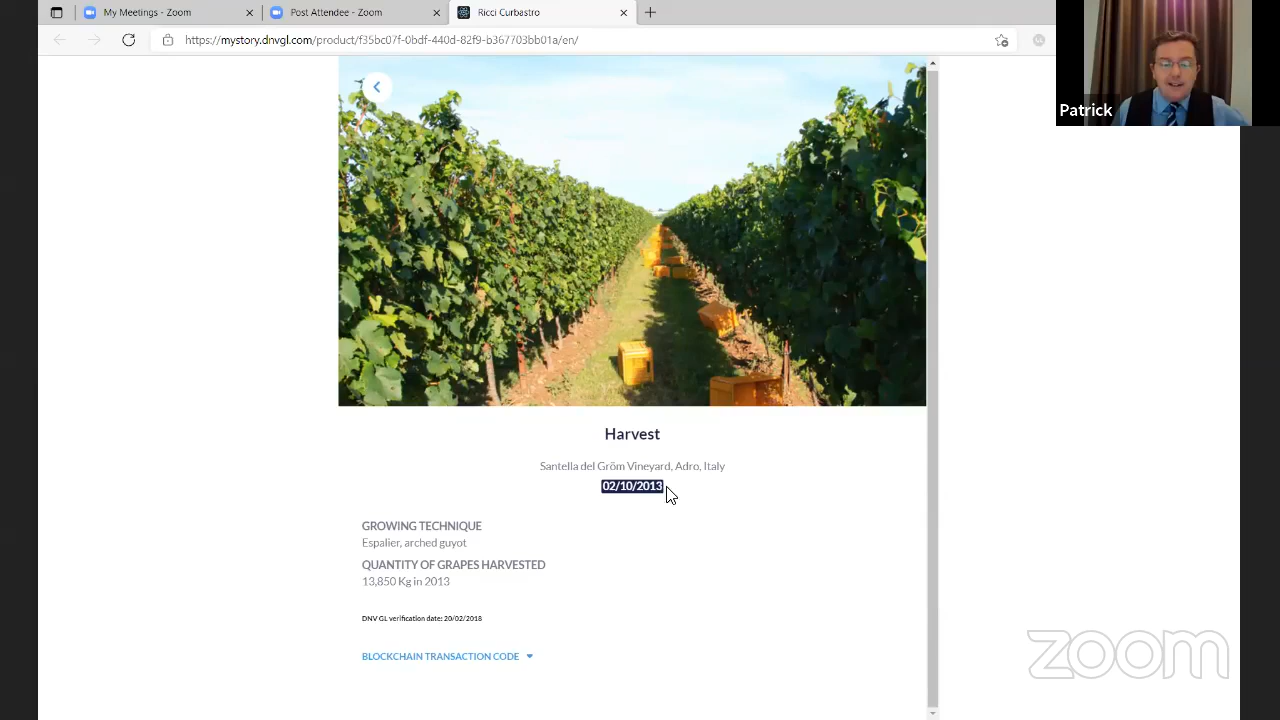 My Meetings - Zoom
Post Attendee - Zoom
Ricci Curbastro
https://mystory.dnvgl.com/product/f35bc07f-0bdf-440d-82f9-b367703bb01a/en/
Patrick
Harvest
Santella del Gröm Vineyard, Adro, Italy
02/10/2013
GROWING TECHNIQUE
Espalier, arched guyot
QUANTITY OF GRAPES HARVESTED
13,850 Kg in 2013
DNV GL verification date: 20/02/2018
BLOCKCHAIN TRANSACTION CODE
zoom